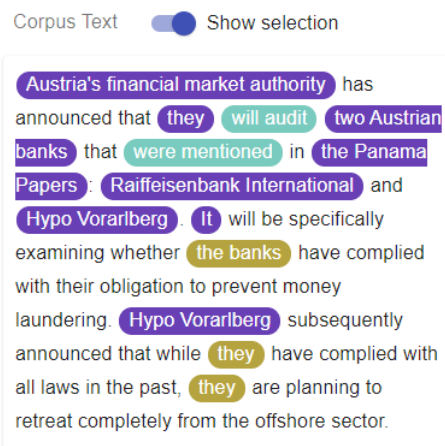 Corpus Text Show selection
Austria's financial market authority has
announced that they will audit two Austrian
banks that were mentioned in the Panama
Papers: Raiffeisenbank International and
Hypo Vorarlberg. It will be specifically
examining whether the banks have complied
with their obligation to prevent money
laundering. Hypo Vorarlberg subsequently
announced that while they have complied with
all laws in the past, they are planning to
retreat completely from the offshore sector.